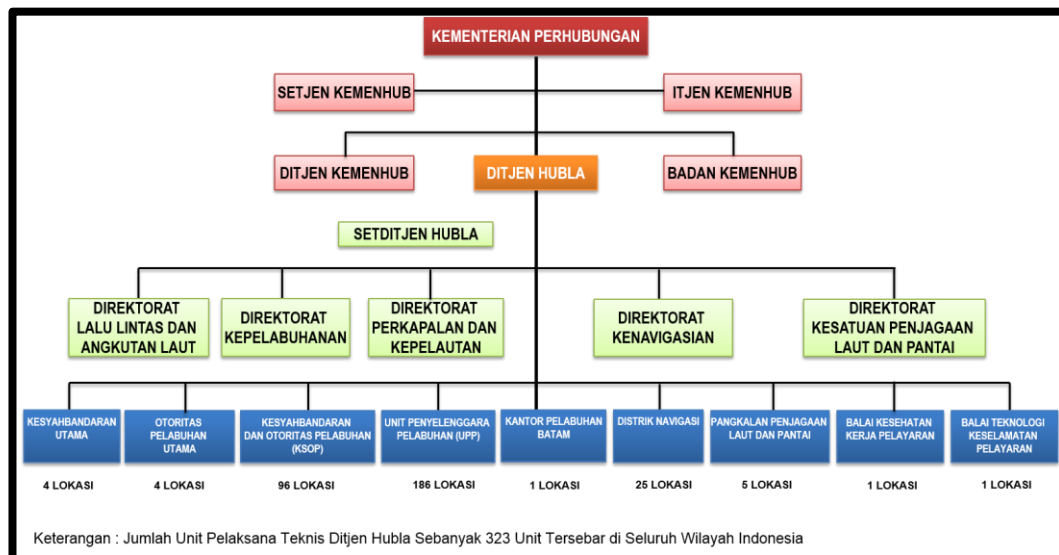 KEMENTERIAN PERHUBUNGAN
SETJEN KEMENHUB
ITJEN KEMENHUB
DITJEN KEMENHUB
DITJEN HUBLA
BADAN KEMENHUB
SETDITJEN HUBLA
DIREKTORAT
LALU LINTAS DAN
ANGKUTAN LAUT
DIREKTORAT
KEPELABUHANAN
DIREKTORAT
PERKAPALAN DAN
KEPELAUTAN
DIREKTORAT
KENAVIGASIAN
DIREKTORAT
KESATUAN PENJAGAAN
LAUT DAN PANTAI
KESYAHBANDARAN
UTAMA
OTORITAS
PELABUHAN
UTAMA
KESYAHBANDARAN
DAN OTORITAS PELABUHAN
(KSOP)
UNIT PENYELENGGARA
PELABUHAN (UPP)
KANTOR PELABUHAN
BATAM
DISTRIK NAVIGASI
PANGKALAN PENJAGAAN
LAUT DAN PANTAI
BALAI KESEHATAN
KERJA PELAYARAN
BALAI TEKNOLOGI
KESELAMATAN
PELAYARAN
4 LOKASI
4 LOKASI
96 LOKASI
186 LOKASI
1 LOKASI
25 LOKASI
5 LOKASI
1 LOKASI
1 LOKASI
Keterangan : Jumlah Unit Pelaksana Teknis Ditjen Hubla Sebanyak 323 Unit Tersebar di Seluruh Wilayah Indonesia